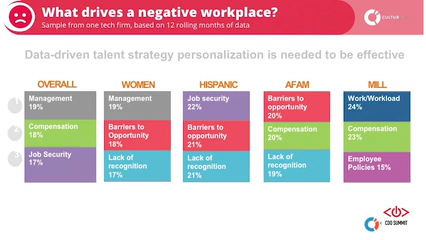 What drives a negative workplace?
Sample from one tech firm, based on 12 rolling months of data
Data-driven talent strategy personalization is needed to be effective
OVERALL WOMEN HISPANIC AFAM MILL
Management 19% Management 19% Job security 22% Barriers to opportunity 20% Work/Workload 24%
Compensation 18% Barriers to Opportunity 18% Barriers to opportunity 21% Compensation 20% Compensation 23%
Job Security 17% Lack of recognition 17% Lack of recognition 21% Lack of recognition 19% Employee Policies 15%
CDO SUMMIT